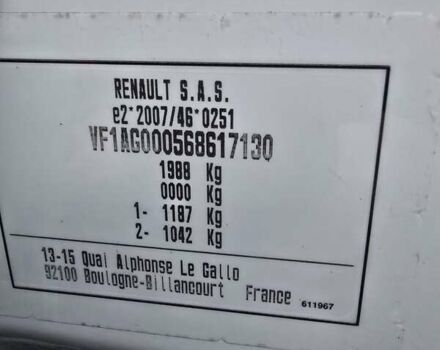 RENAULT S.A.S.
e2*2007/46*0251
VF1AG000568617130
1988 Kg
0000 Kg
1- 1187 Kg
2- 1042 Kg
13-15 Quai Alphonse Le Gallo
92100 Boulogne-Billancourt France
611967